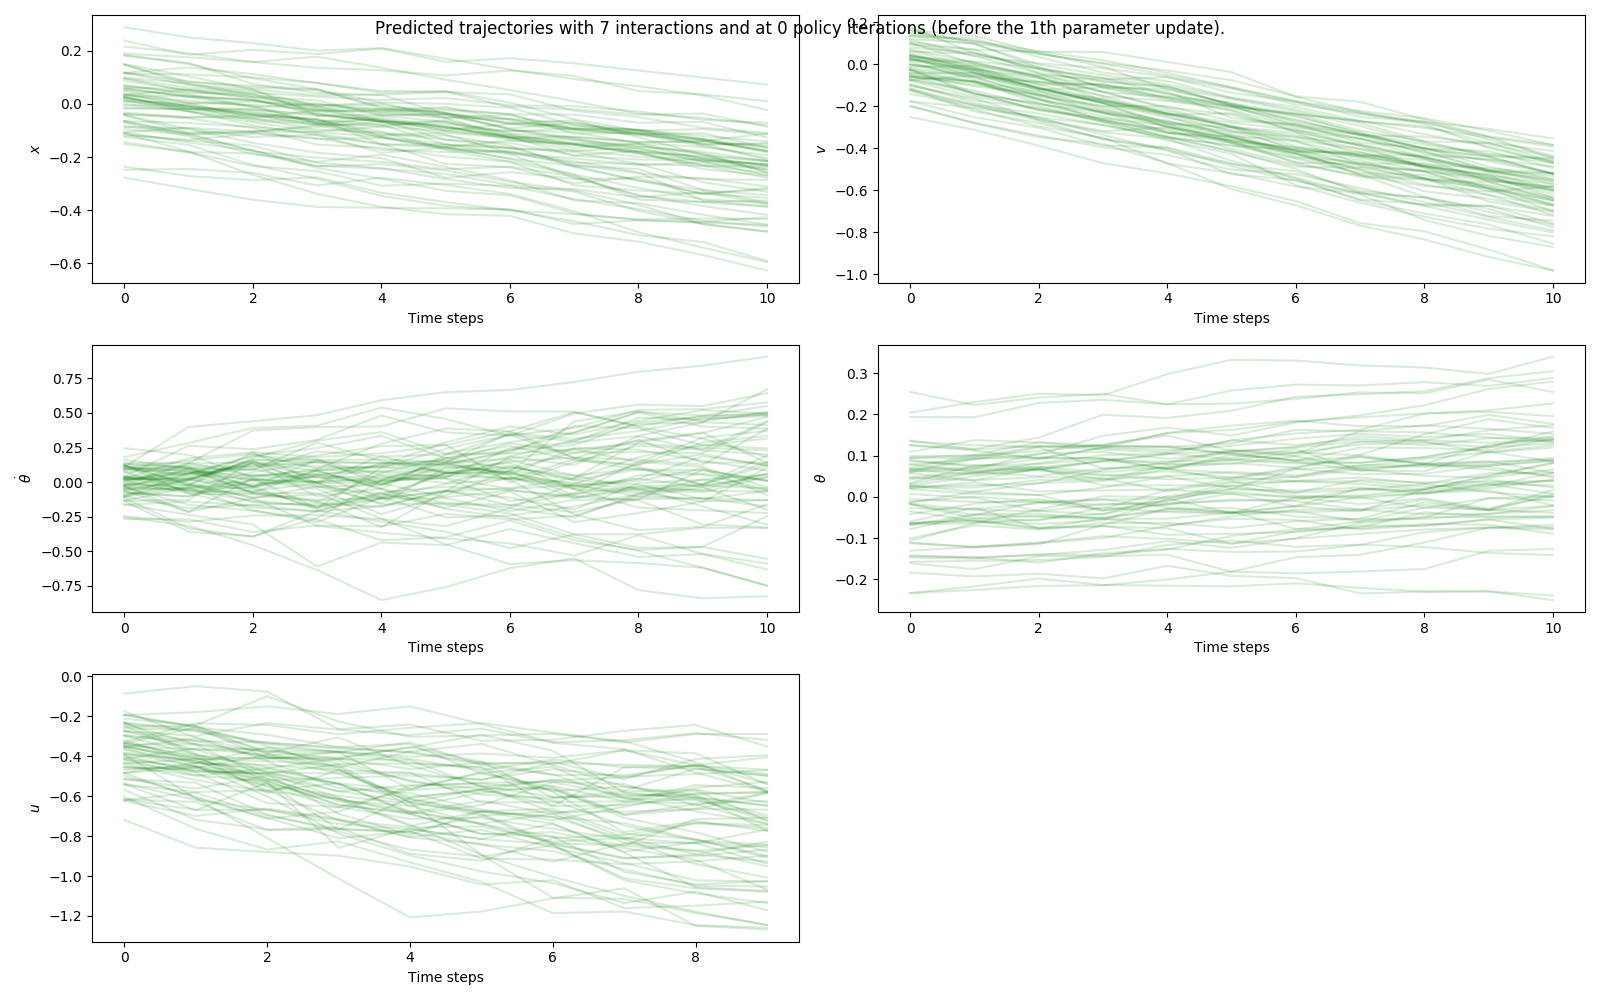 Predicted trajectories with 7 interactions and at 0 policy iterations (before the 1th parameter update).
0.2
0.0
−0.2
−0.4
−0.6
x
0 2 4 6 8 10
Time steps
0.2
0.0
−0.2
−0.4
−0.6
−0.8
−1.0
v
0 2 4 6 8 10
Time steps
0.75
0.50
0.25
0.00
−0.25
−0.50
−0.75
θ̇
0 2 4 6 8 10
Time steps
0.3
0.2
0.1
0.0
−0.1
−0.2
θ
0 2 4 6 8 10
Time steps
0.0
−0.2
−0.4
−0.6
−0.8
−1.0
−1.2
u
0 2 4 6 8
Time steps